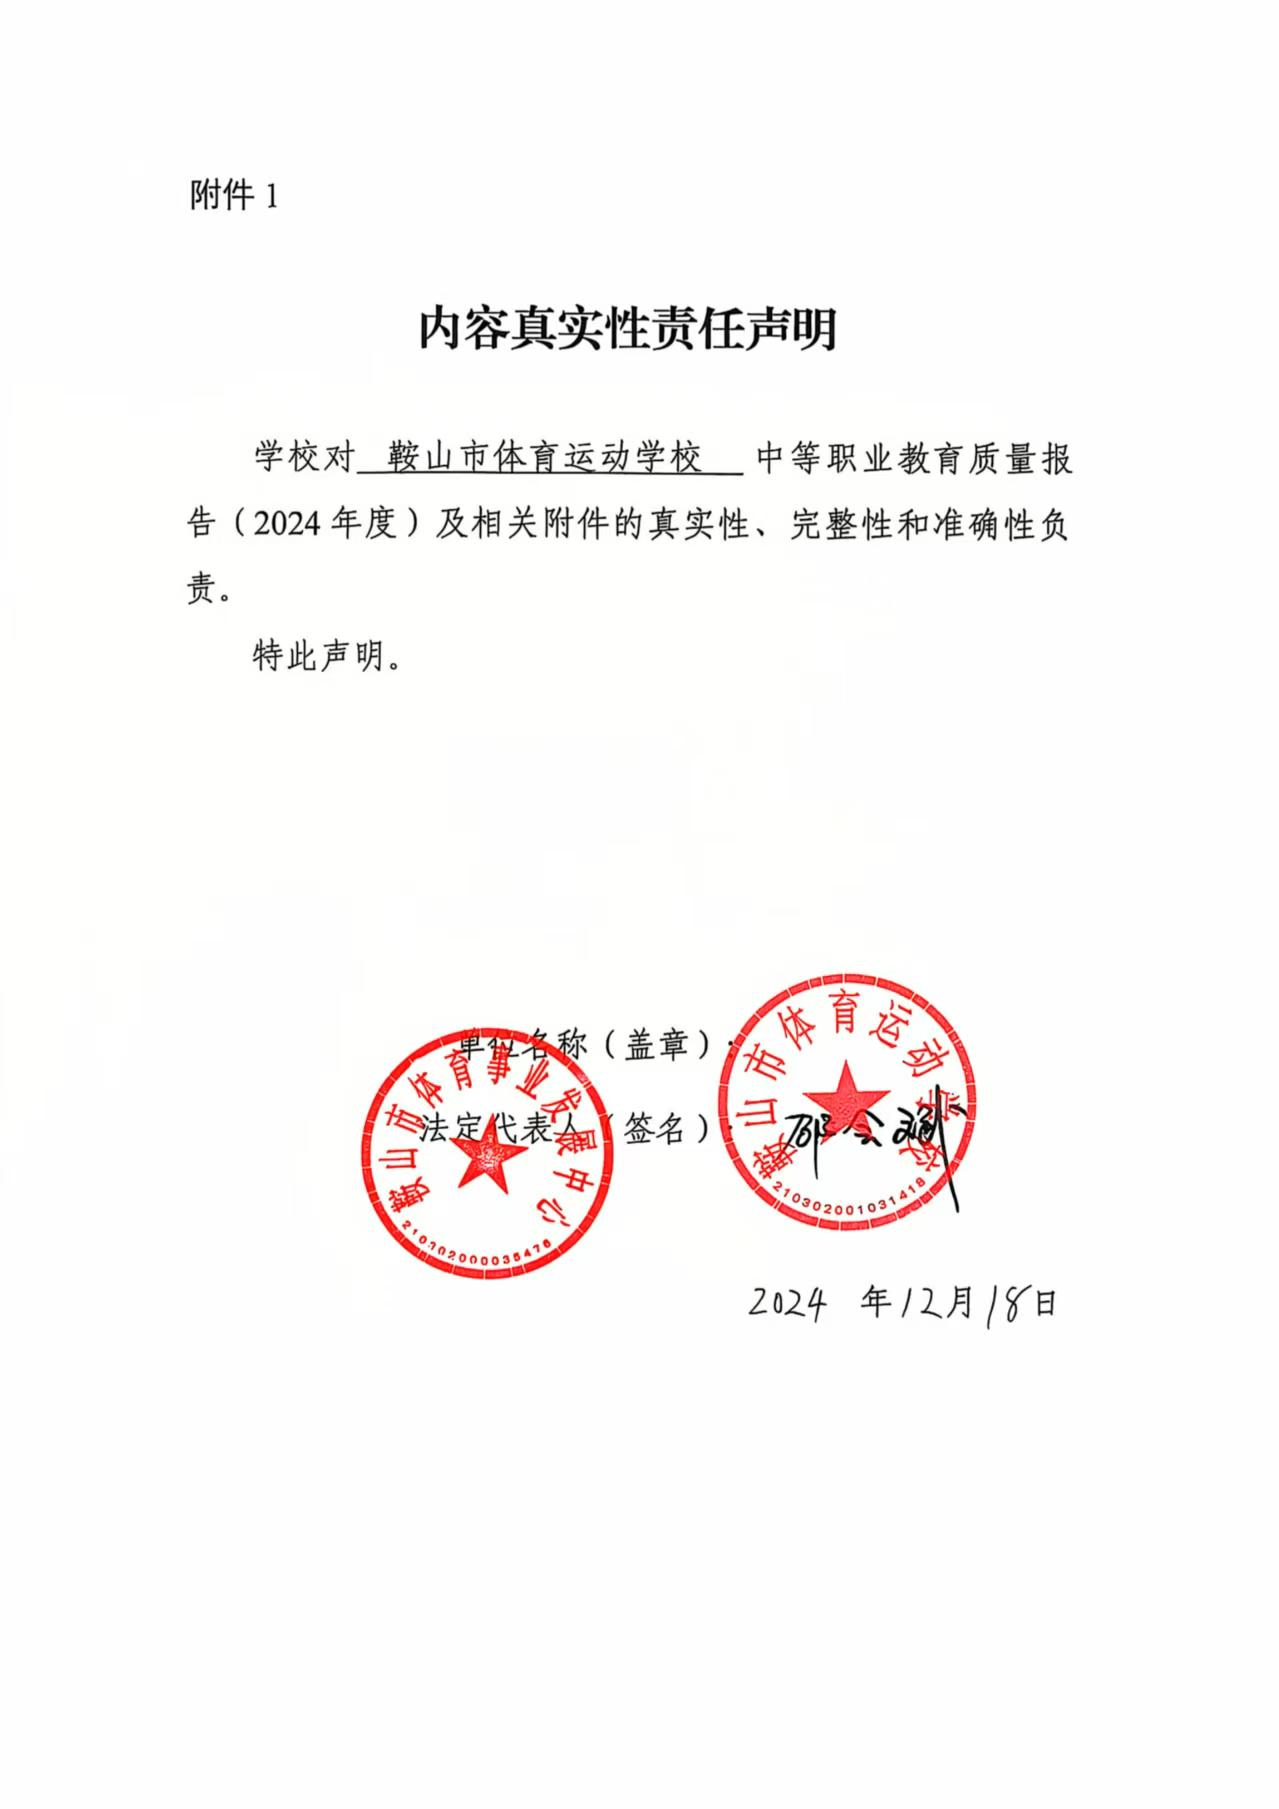 附件 1
内容真实性责任声明
学校对 鞍山市体育运动学校 中等职业教育质量报
告（2024 年度）及相关附件的真实性、完整性和准确性负
责。
特此声明。
单位名称（盖章）：
鞍山市体育运动学校
210302001031418
法定代表人（签名）：
鞍山市体育事业发展中心
2024 年12月18日